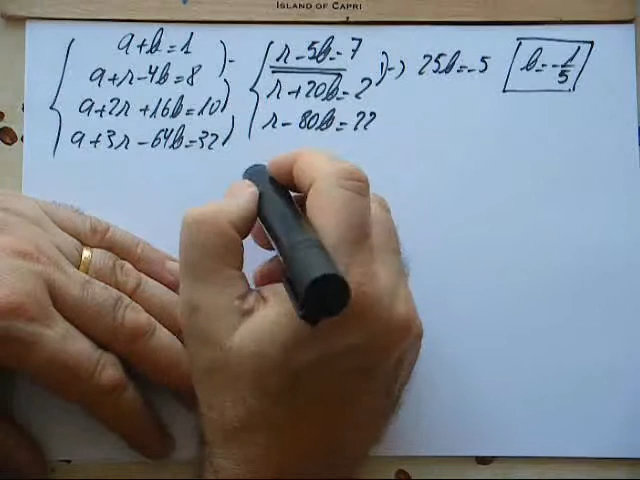 ISLAND OF CAPRI
a+b=1
a+r-4b=8
a+2r+16b=10
a+3r-64b=32
r-5b=7
r+20b=2
r-80b=22
25b=-5
b=-1/5